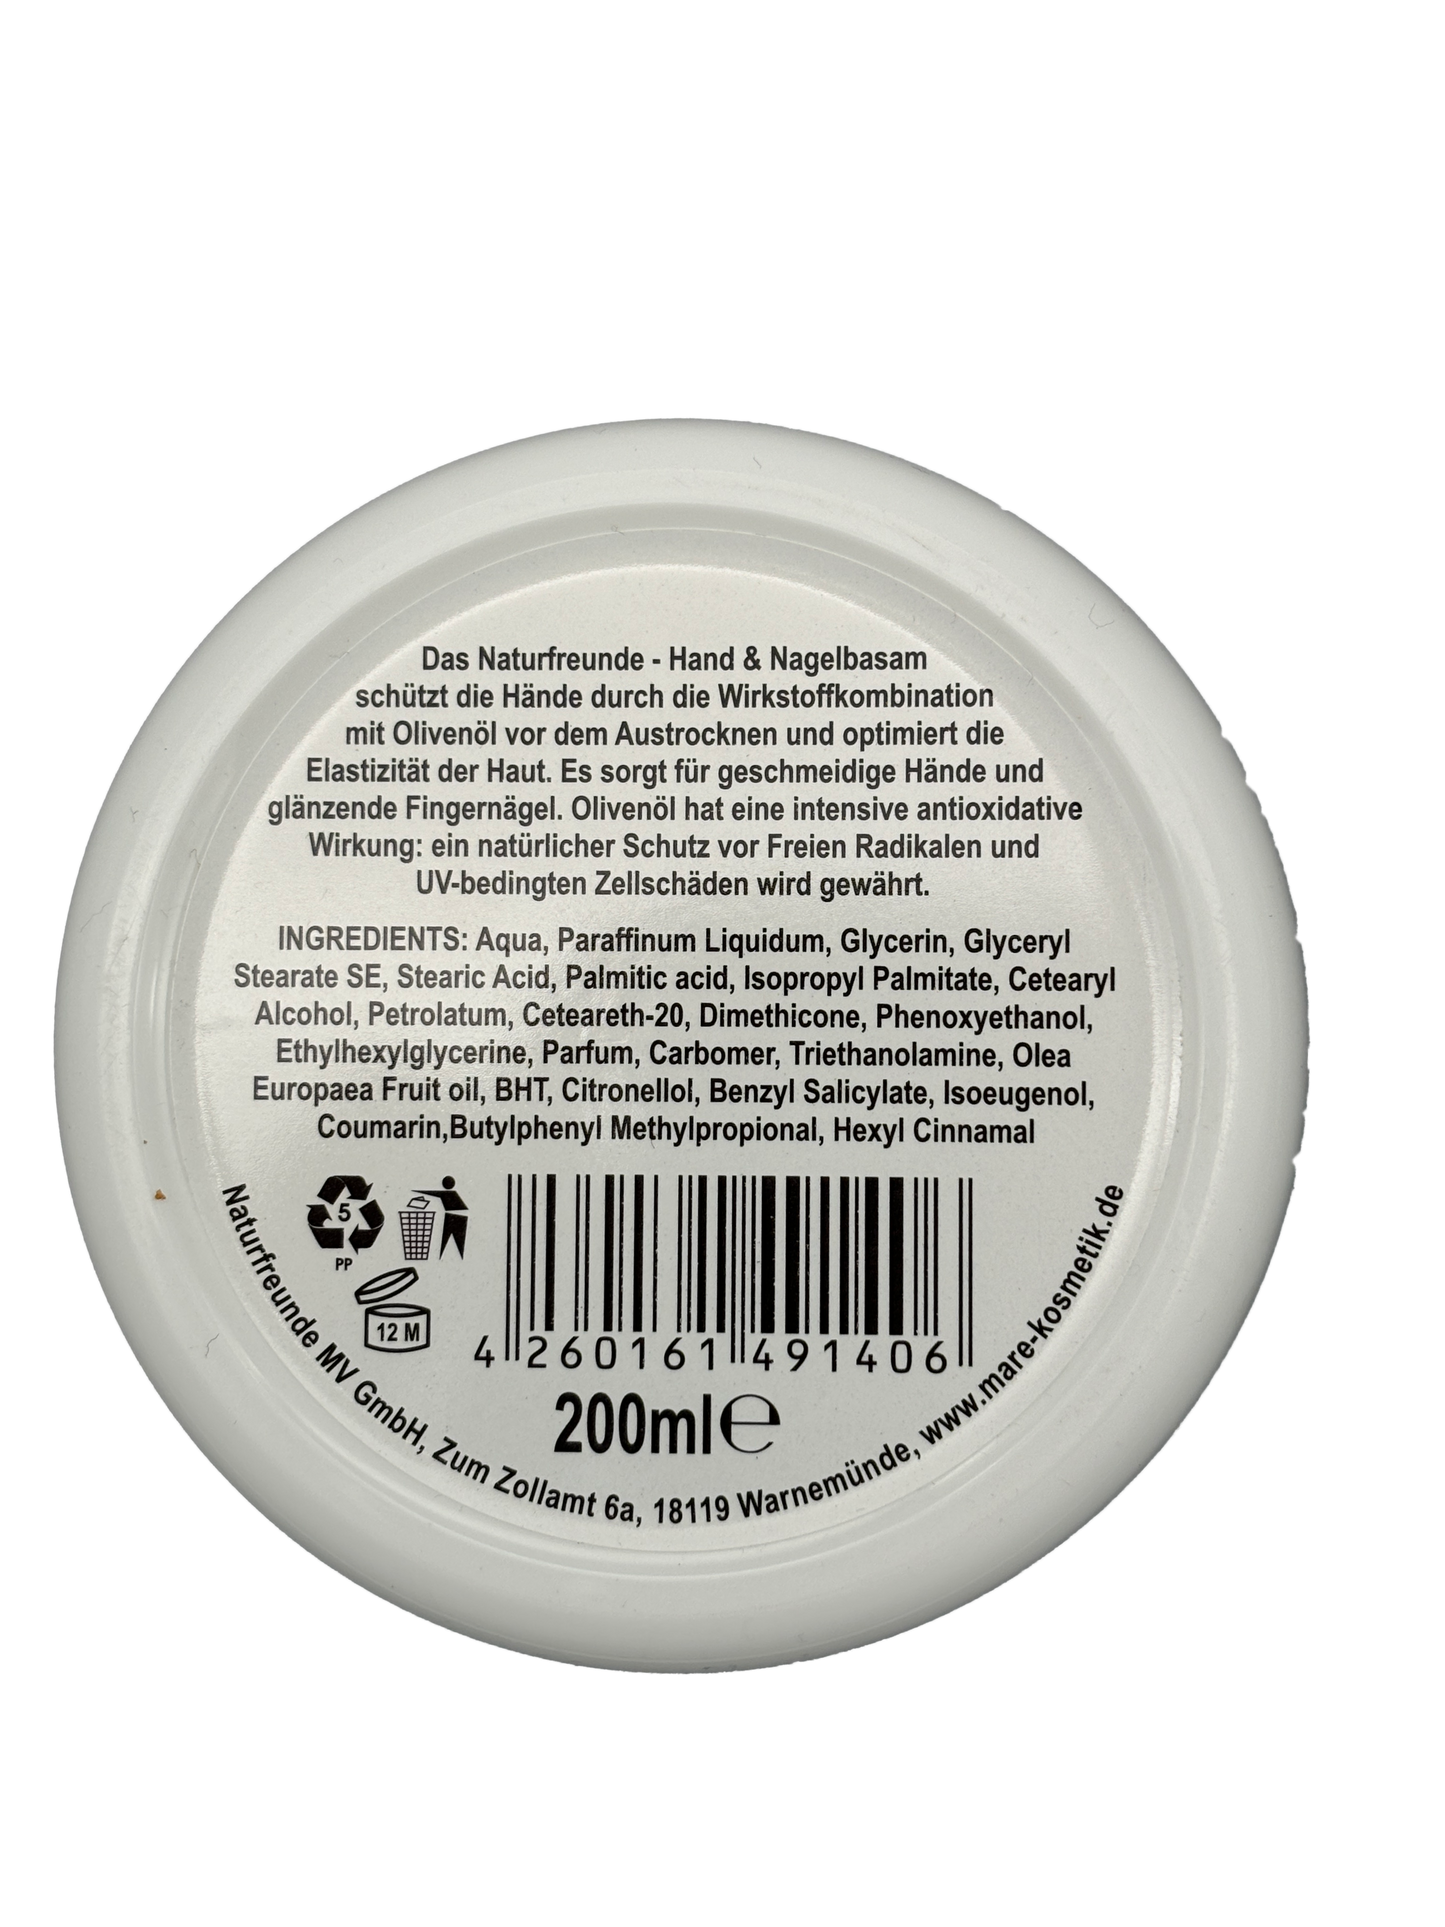 Das Naturfreunde - Hand & Nagelbasam
schützt die Hände durch die Wirkstoffkombination
mit Olivenöl vor dem Austrocknen und optimiert die
Elastizität der Haut. Es sorgt für geschmeidige Hände und
glänzende Fingernägel. Olivenöl hat eine intensive antioxidative
Wirkung: ein natürlicher Schutz vor Freien Radikalen und
UV-bedingten Zellschäden wird gewährt.
INGREDIENTS: Aqua, Paraffinum Liquidum, Glycerin, Glyceryl
Stearate SE, Stearic Acid, Palmitic acid, Isopropyl Palmitate, Cetearyl
Alcohol, Petrolatum, Ceteareth-20, Dimethicone, Phenoxyethanol,
Ethylhexylglycerine, Parfum, Carbomer, Triethanolamine, Olea
Europaea Fruit oil, BHT, Citronellol, Benzyl Salicylate, Isoeugenol,
Coumarin,Butylphenyl Methylpropional, Hexyl Cinnamal
5
PP
12 M
4 260161 491406
200ml e
Naturfreunde MV GmbH, Zum Zollamt 6a, 18119 Warnemünde, www.mare-kosmetik.de